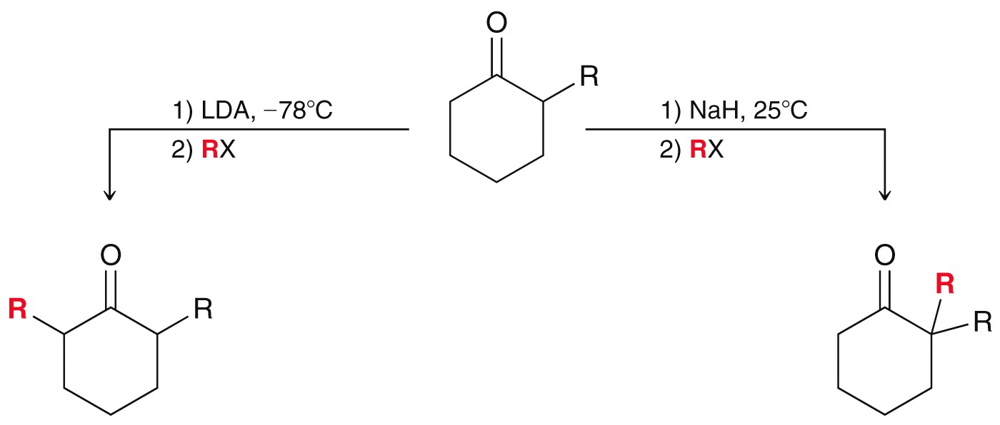 O
R
1) LDA, −78°C
2) RX
1) NaH, 25°C
2) RX
O
R
R
O
R
R